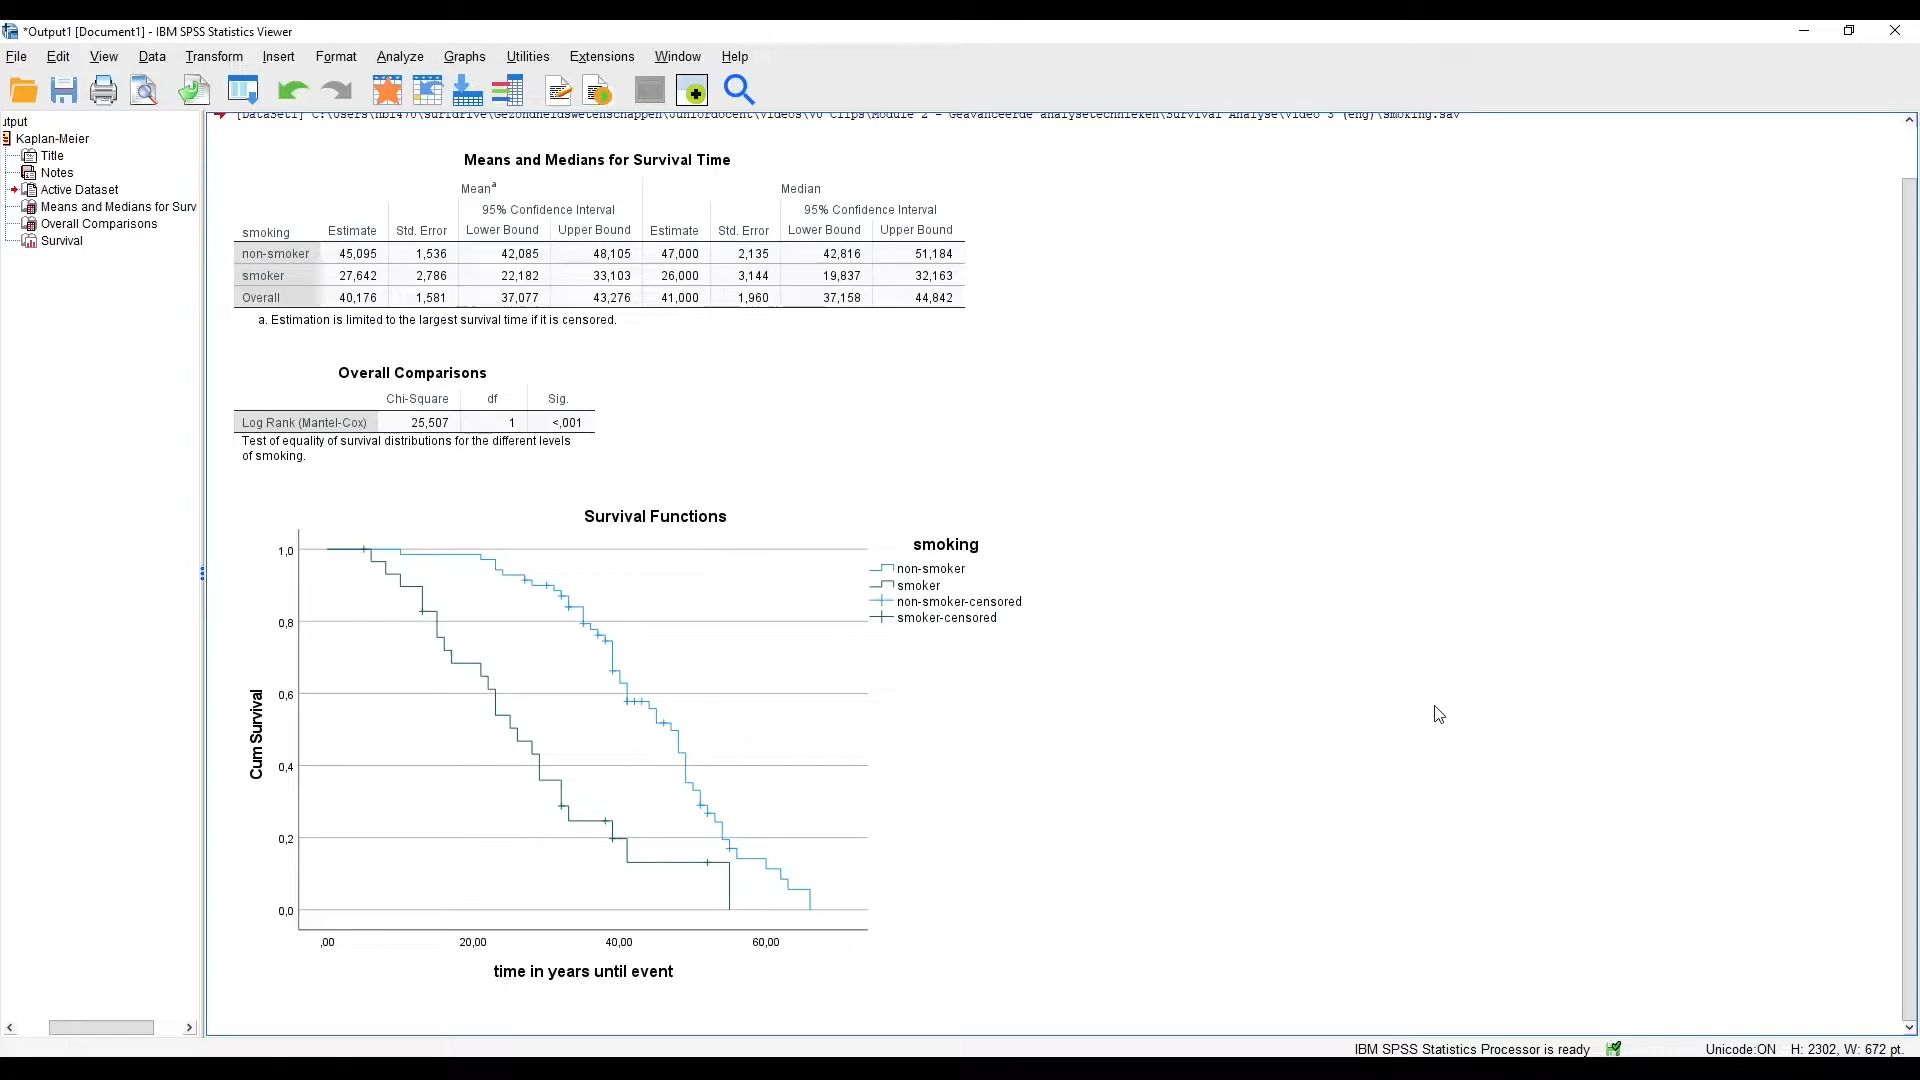 *Output1 [Document1] - IBM SPSS Statistics Viewer
File Edit View Data Transform Insert Format Analyze Graphs Utilities Extensions Window Help
Kaplan-Meier
Title
Notes
Active Dataset
Means and Medians for Surv
Overall Comparisons
Survival
Means and Medians for Survival Time
Mean a Median
95% Confidence Interval 95% Confidence Interval
smoking Estimate Std. Error Lower Bound Upper Bound Estimate Std. Error Lower Bound Upper Bound
non-smoker 45,095 1,536 42,085 48,105 47,000 2,135 42,816 51,184
smoker 27,642 2,786 22,182 33,103 26,000 3,144 19,837 32,163
Overall 40,176 1,581 37,077 43,276 41,000 1,960 37,158 44,842
a. Estimation is limited to the largest survival time if it is censored.
Overall Comparisons
Chi-Square df Sig.
Log Rank (Mantel-Cox) 25,507 1 <,001
Test of equality of survival distributions for the different levels
of smoking.
Survival Functions
smoking
non-smoker
smoker
non-smoker-censored
smoker-censored
Cum Survival
1,0
0,8
0,6
0,4
0,2
0,0
,00 20,00 40,00 60,00
time in years until event
IBM SPSS Statistics Processor is ready Unicode:ON H: 2302, W: 672 pt.